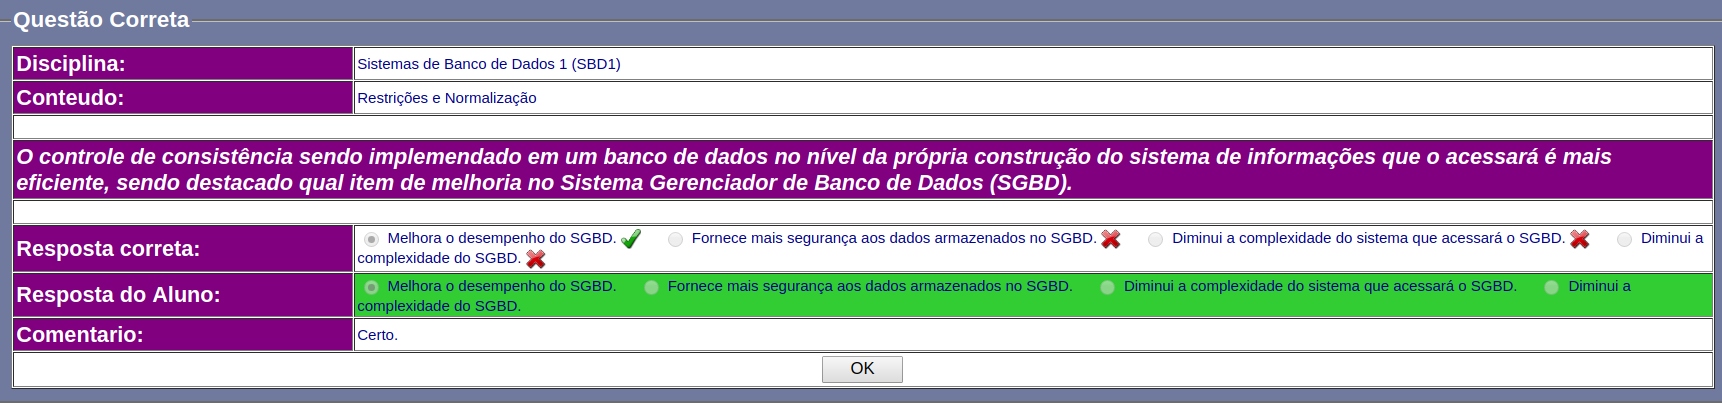 Questão Correta
Disciplina: Sistemas de Banco de Dados 1 (SBD1)
Conteudo: Restrições e Normalização
O controle de consistência sendo implemendado em um banco de dados no nível da própria construção do sistema de informações que o acessará é mais
eficiente, sendo destacado qual item de melhoria no Sistema Gerenciador de Banco de Dados (SGBD).
Resposta correta: Melhora o desempenho do SGBD. Fornece mais segurança aos dados armazenados no SGBD. Diminui a complexidade do sistema que acessará o SGBD. Diminui a
complexidade do SGBD.
Resposta do Aluno: Melhora o desempenho do SGBD. Fornece mais segurança aos dados armazenados no SGBD. Diminui a complexidade do sistema que acessará o SGBD. Diminui a
complexidade do SGBD.
Comentario: Certo.
OK